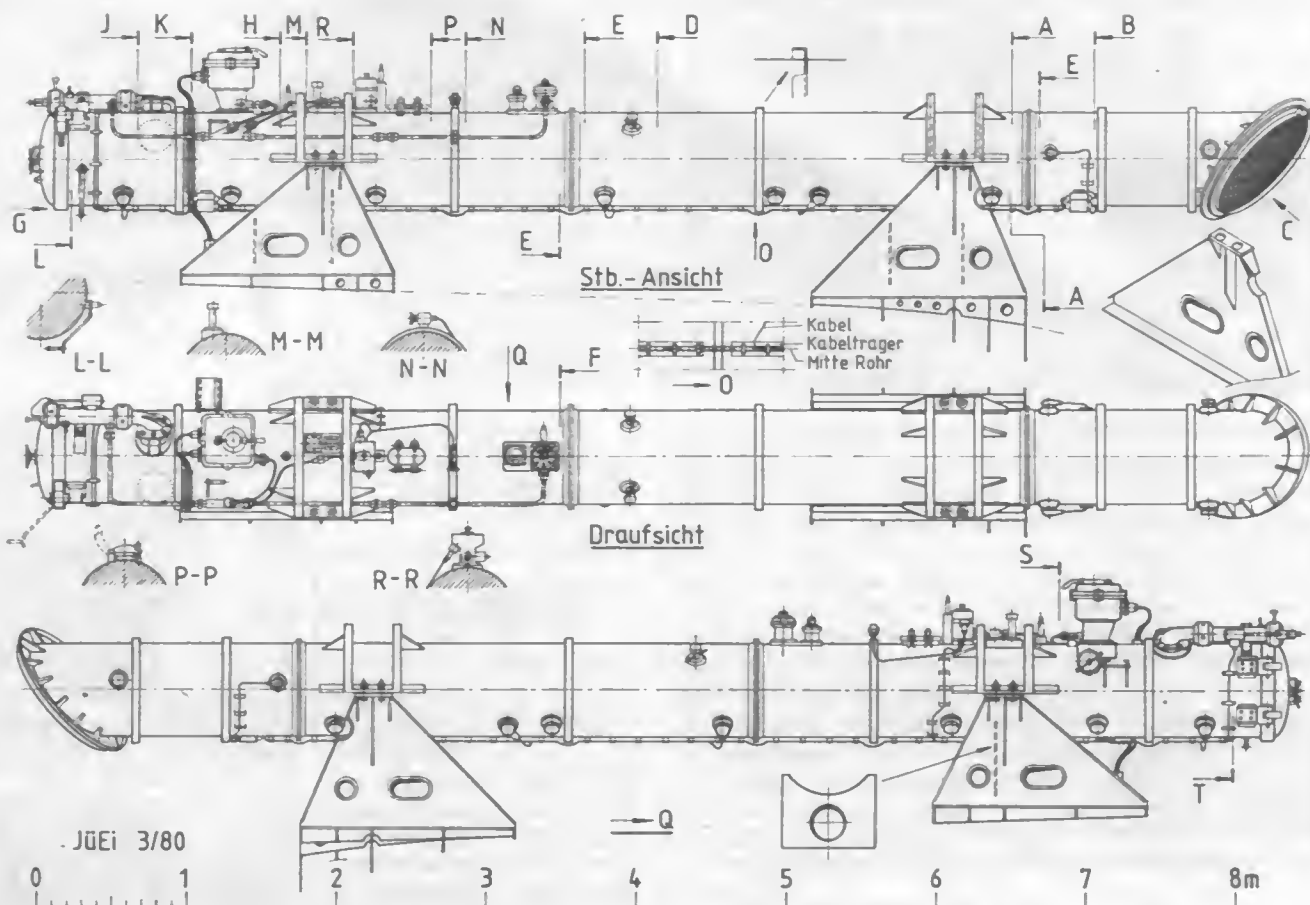 J K H M R P N E D A B
E
G
L
E
O
C
Stb.-Ansicht
A
L-L
M-M
N-N
Q
Kabel
Kabelträger
Mitte Rohr
O
F
Draufsicht
P-P
R-R
S
T
Q
JüEi 3/80
0 1 2 3 4 5 6 7 8m